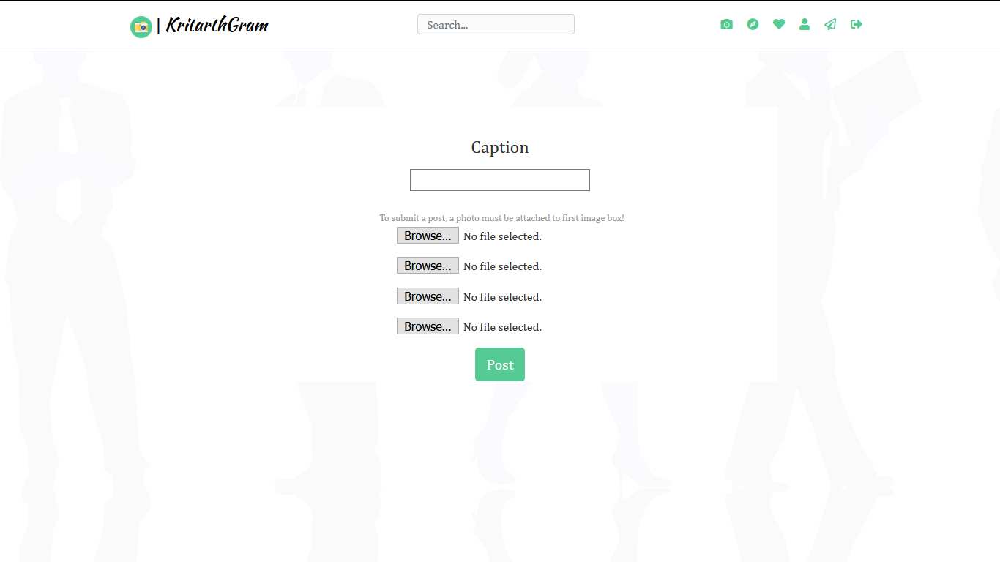 | KritarthGram
Search...
Caption
To submit a post, a photo must be attached to first image box!
Browse... No file selected.
Browse... No file selected.
Browse... No file selected.
Browse... No file selected.
Post